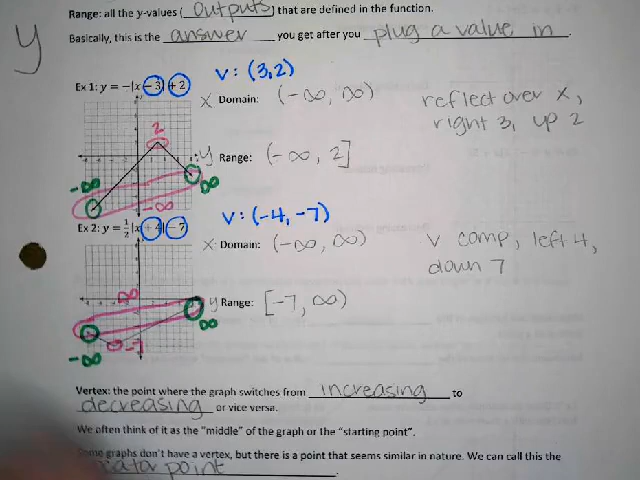 Range: all the y-values (outputs) that are defined in the function.
y
Basically, this is the answer you get after you plug a value in.
V: (3,2)
Ex 1: y = −|x − 3| + 2
x Domain: (-∞, ∞)
reflect over x,
right 3, up 2
2
y Range: (-∞, 2]
-∞
∞
-∞
V: (-4, -7)
Ex 2: y = 1/2|x + 4| − 7
x Domain: (-∞, ∞)
v comp, left 4,
down 7
∞
y Range: [-7, ∞)
∞
-7
-∞
Vertex: the point where the graph switches from increasing to
decreasing or vice versa.
We often think of it as the "middle" of the graph or the "starting point".
Some graphs don't have a vertex, but there is a point that seems similar in nature. We can call this the
point